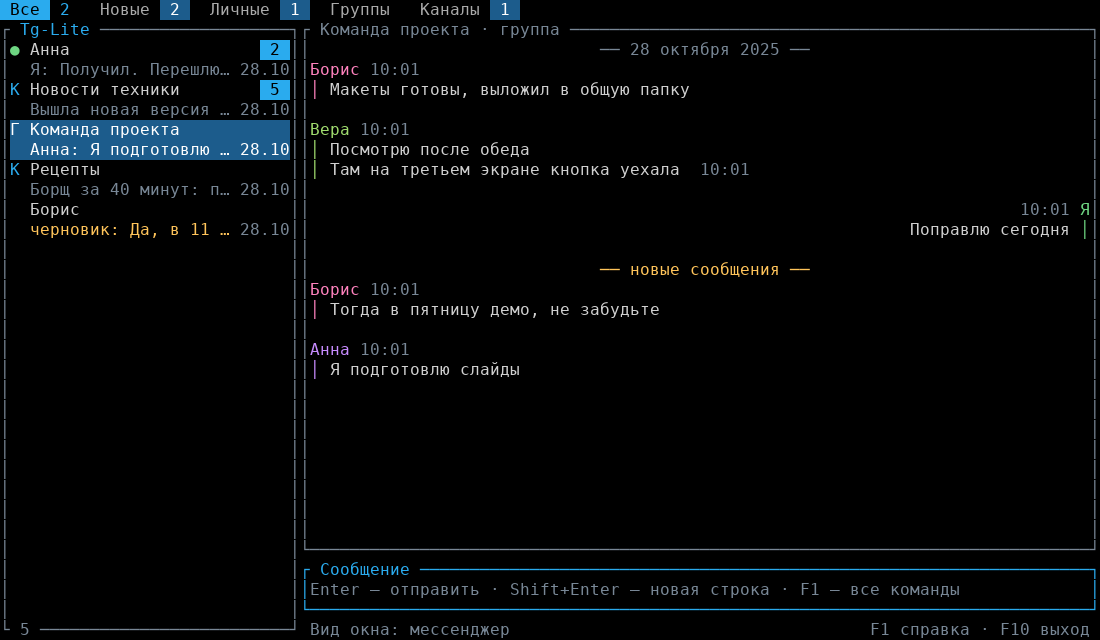 Все 2 Новые 2 Личные 1 Группы Каналы 1
Tg-Lite
Анна 2
Я: Получил. Перешлю… 28.10
К Новости техники 5
Вышла новая версия … 28.10
Г Команда проекта
Анна: Я подготовлю … 28.10
К Рецепты
Борщ за 40 минут: п… 28.10
Борис
черновик: Да, в 11 … 28.10
5
Команда проекта · группа
── 28 октября 2025 ──
Борис 10:01
Макеты готовы, выложил в общую папку
Вера 10:01
Посмотрю после обеда
Там на третьем экране кнопка уехала 10:01
10:01 Я
Поправлю сегодня
── новые сообщения ──
Борис 10:01
Тогда в пятницу демо, не забудьте
Анна 10:01
Я подготовлю слайды
Сообщение
Enter — отправить · Shift+Enter — новая строка · F1 — все команды
Вид окна: мессенджер F1 справка · F10 выход